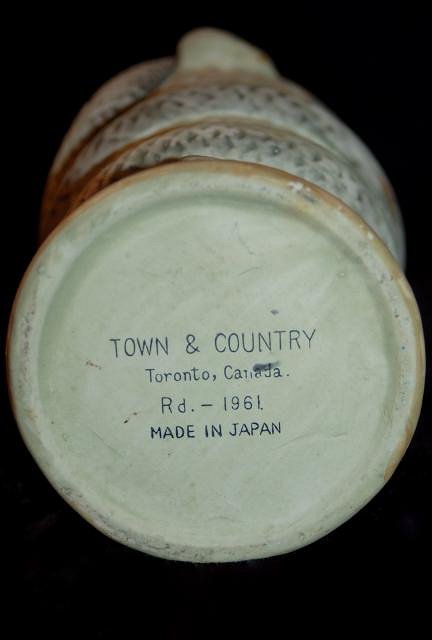 TOWN & COUNTRY
Toronto, Canada.
Rd. - 1961.
MADE IN JAPAN